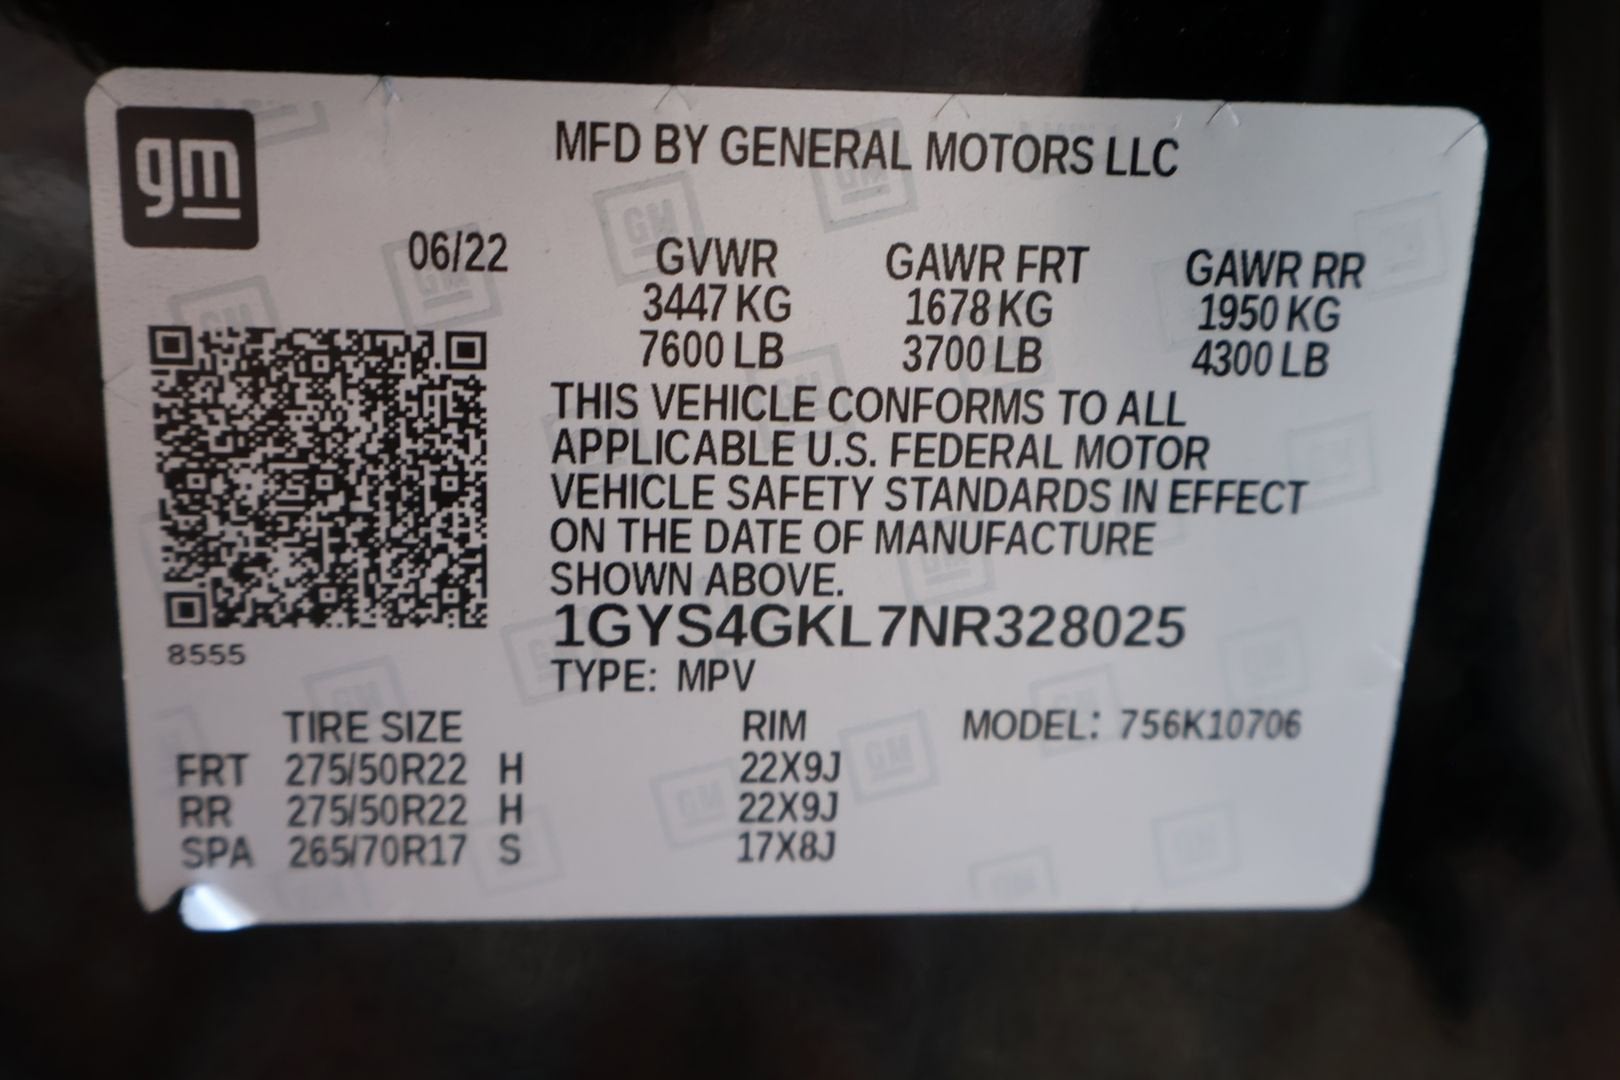 gm
MFD BY GENERAL MOTORS LLC
06/22 GVWR GAWR FRT GAWR RR
3447 KG 1678 KG 1950 KG
7600 LB 3700 LB 4300 LB
THIS VEHICLE CONFORMS TO ALL
APPLICABLE U.S. FEDERAL MOTOR
VEHICLE SAFETY STANDARDS IN EFFECT
ON THE DATE OF MANUFACTURE
SHOWN ABOVE.
1GYS4GKL7NR328025
8555
TYPE: MPV
TIRE SIZE RIM MODEL: 756K10706
FRT 275/50R22 H 22X9J
RR 275/50R22 H 22X9J
SPA 265/70R17 S 17X8J